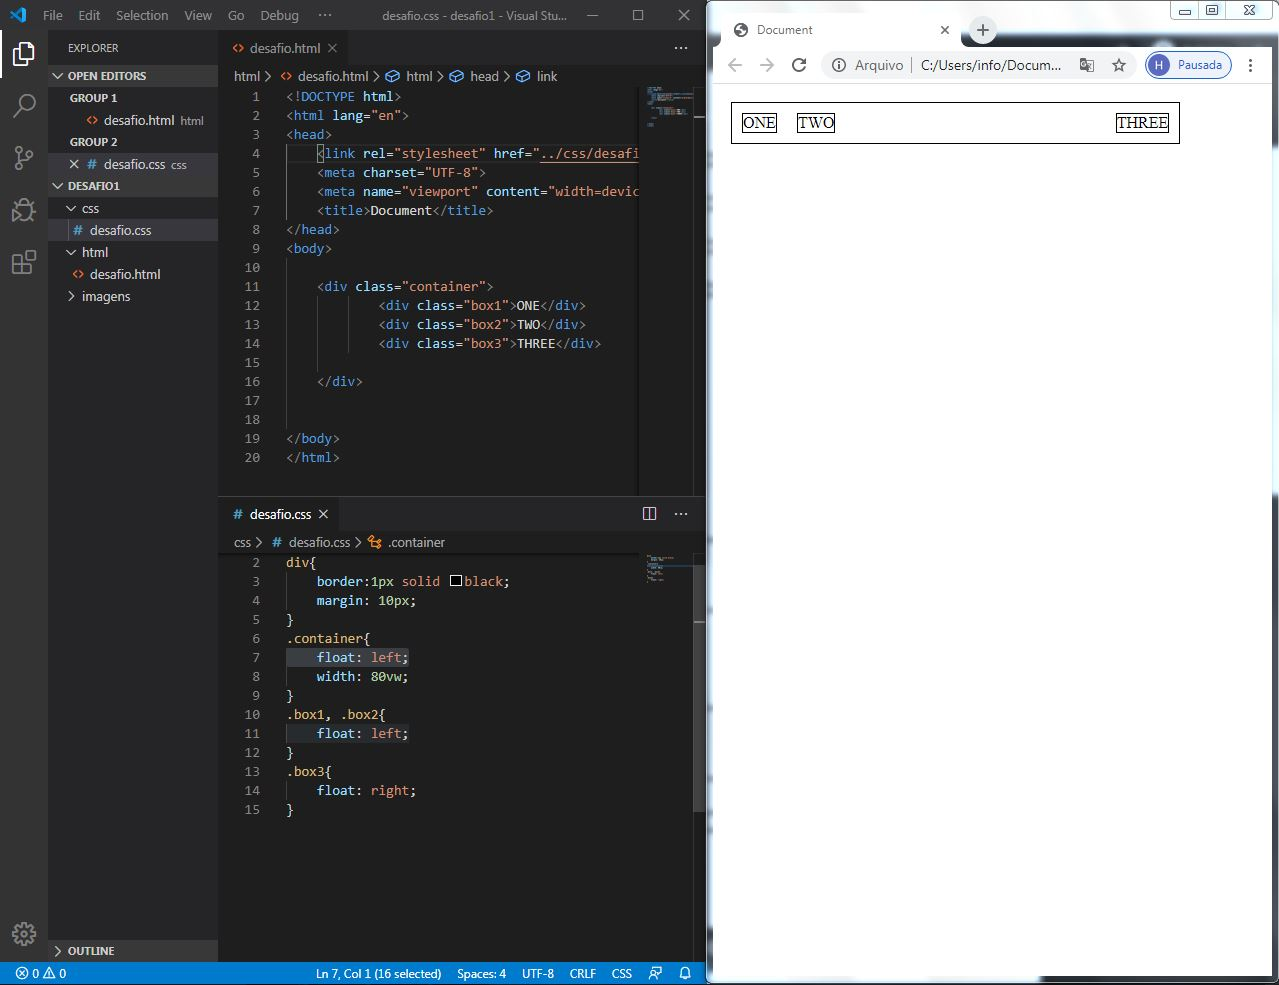 File Edit Selection View Go Debug ··· desafio.css - desafio1 - Visual Stu...
EXPLORER
OPEN EDITORS
GROUP 1
desafio.html html
GROUP 2
desafio.css css
DESAFIO1
css
desafio.css
html
desafio.html
imagens
OUTLINE
desafio.html
html > desafio.html > html > head > link
1 <!DOCTYPE html>
2 <html lang="en">
3 <head>
4 <link rel="stylesheet" href="../css/desafi
5 <meta charset="UTF-8">
6 <meta name="viewport" content="width=devic
7 <title>Document</title>
8 </head>
9 <body>
10
11 <div class="container">
12 <div class="box1">ONE</div>
13 <div class="box2">TWO</div>
14 <div class="box3">THREE</div>
15
16 </div>
17
18
19 </body>
20 </html>
# desafio.css
css > # desafio.css > .container
2 div{
3 border:1px solid black;
4 margin: 10px;
5 }
6 .container{
7 float: left;
8 width: 80vw;
9 }
10 .box1, .box2{
11 float: left;
12 }
13 .box3{
14 float: right;
15 }
0 0 Ln 7, Col 1 (16 selected) Spaces: 4 UTF-8 CRLF CSS
Document
Arquivo | C:/Users/info/Docum... H Pausada
ONE TWO THREE